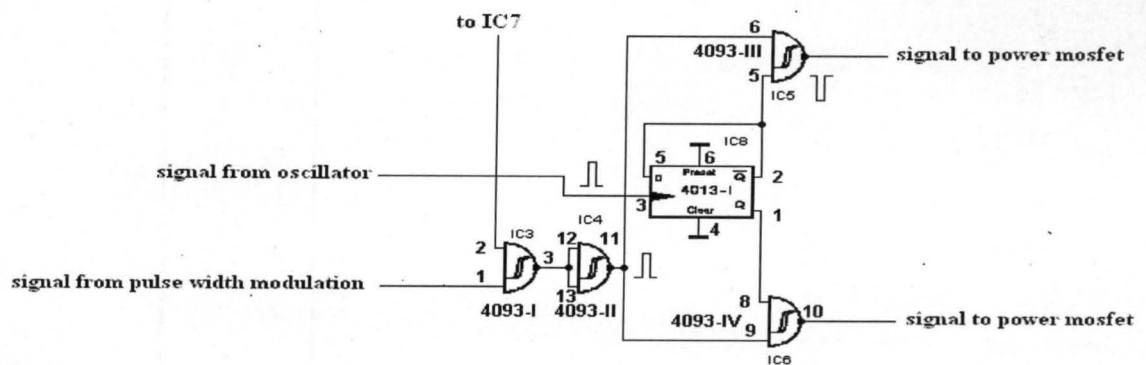 to IC7
6
4093-III
signal to power mosfet
5
IC5
IC8
5
6
signal from oscillator
D
Preset
Q
2
4013-I
3
Clear
Q
1
4
IC3
IC4
2
3
12
11
signal from pulse width modulation
1
13
4093-I
4093-II
8
10
4093-IV
9
signal to power mosfet
IC6